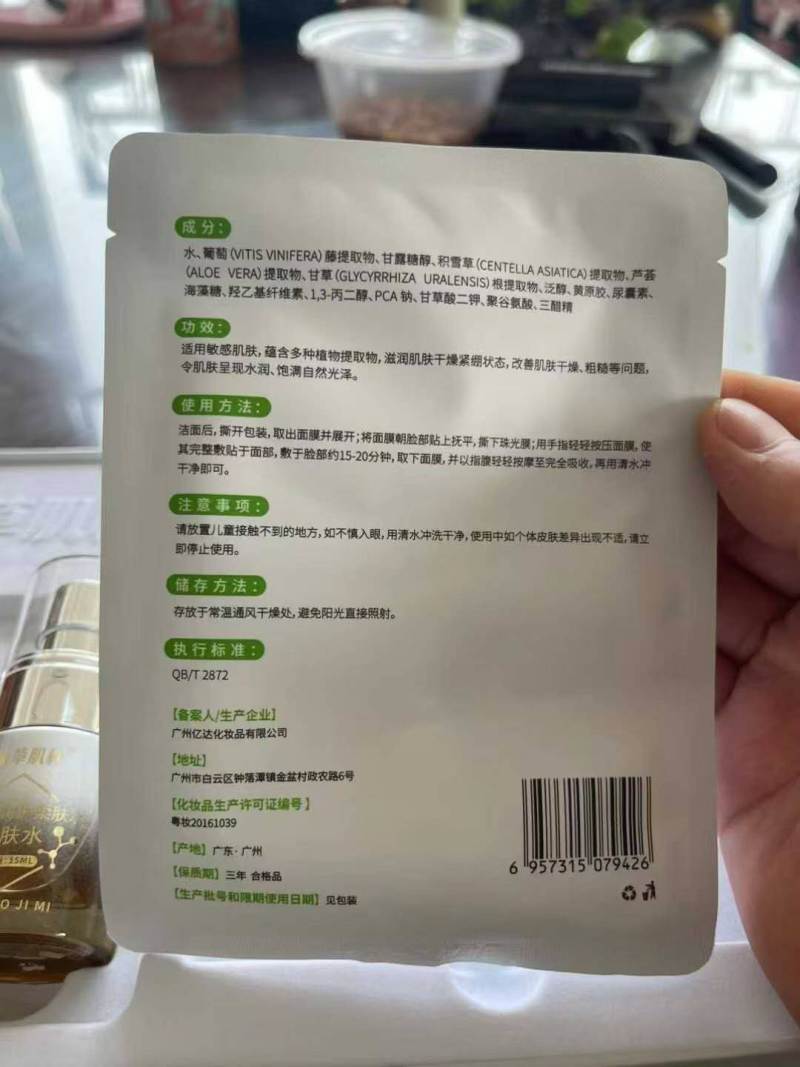 成分：
水、葡萄(VITIS VINIFERA)藤提取物、甘露糖醇、积雪草(CENTELLA ASIATICA)提取物、芦荟
(ALOE VERA)提取物、甘草(GLYCYRRHIZA URALENSIS)根提取物、泛醇、黄原胶、尿囊素、
海藻糖、羟乙基纤维素、1,3-丙二醇、PCA 钠、甘草酸二钾、聚谷氨酸、三醋精
功效：
适用敏感肌肤，蕴含多种植物提取物，滋润肌肤干燥紧绷状态，改善肌肤干燥、粗糙等问题，
令肌肤呈现水润、饱满自然光泽。
使用方法：
洁面后，撕开包装，取出面膜并展开；将面膜朝脸部贴上抚平，撕下珠光膜；用手指轻轻按压面膜，使
其完整敷贴于面部，敷于脸部约15-20分钟，取下面膜，并以指腹轻轻按摩至完全吸收，再用清水冲
干净即可。
注意事项：
请放置儿童接触不到的地方，如不慎入眼，用清水冲洗干净，使用中如个体皮肤差异出现不适，请立
即停止使用。
储存方法：
存放于常温通风干燥处，避免阳光直接照射。
执行标准：
QB/T 2872
【备案人/生产企业】
广州亿达化妆品有限公司
【地址】
广州市白云区钟落潭镇金盆村政农路6号
【化妆品生产许可证编号】
粤妆20161039
【产地】广东·广州
【保质期】三年 合格品
【生产批号和限期使用日期】见包装
6 957315 079426
草肌
肤水
35ML
O JI MI